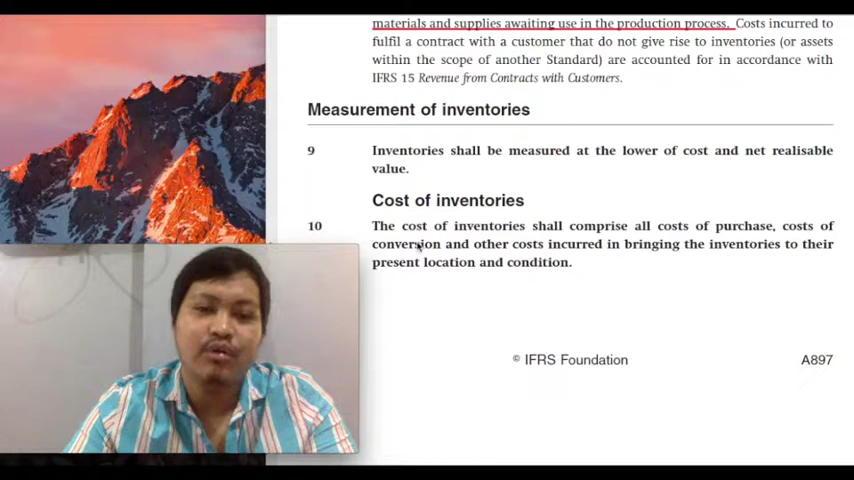 materials and supplies awaiting use in the production process. Costs incurred to
fulfil a contract with a customer that do not give rise to inventories (or assets
within the scope of another Standard) are accounted for in accordance with
IFRS 15 Revenue from Contracts with Customers.
Measurement of inventories
9 Inventories shall be measured at the lower of cost and net realisable
value.
Cost of inventories
10 The cost of inventories shall comprise all costs of purchase, costs of
conversion and other costs incurred in bringing the inventories to their
present location and condition.
© IFRS Foundation A897